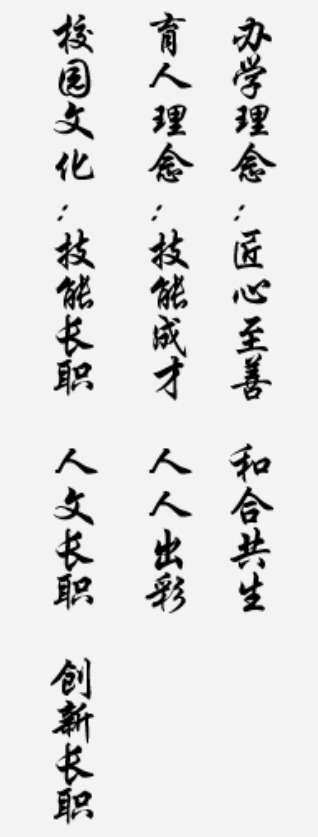 办学理念：匠心至善 和合共生
育人理念：技能成才 人人出彩
校园文化：技能长职 人文长职 创新长职